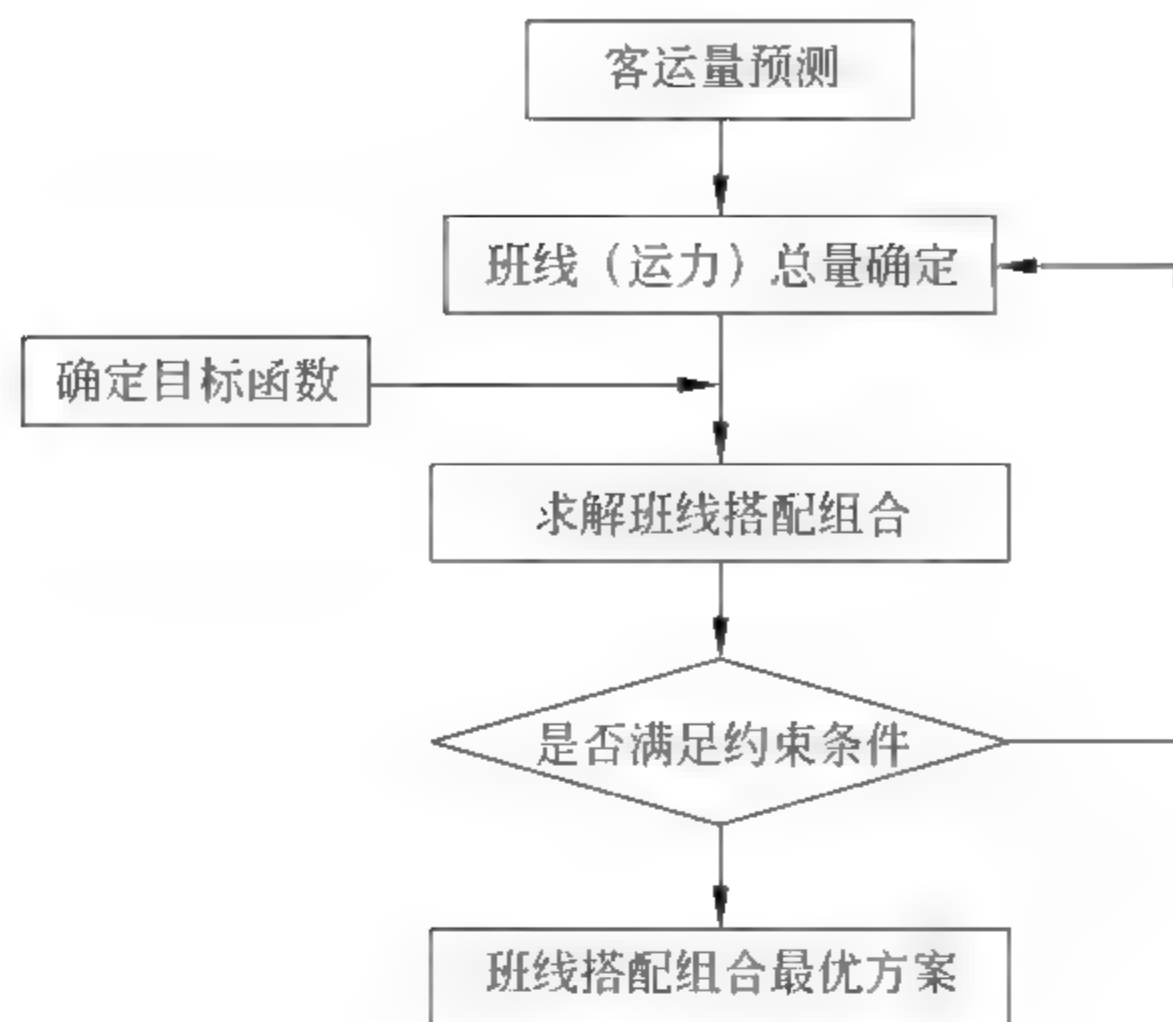 客运量预测
班线（运力）总量确定
确定目标函数
求解班线搭配组合
是否满足约束条件
班线搭配组合最优方案